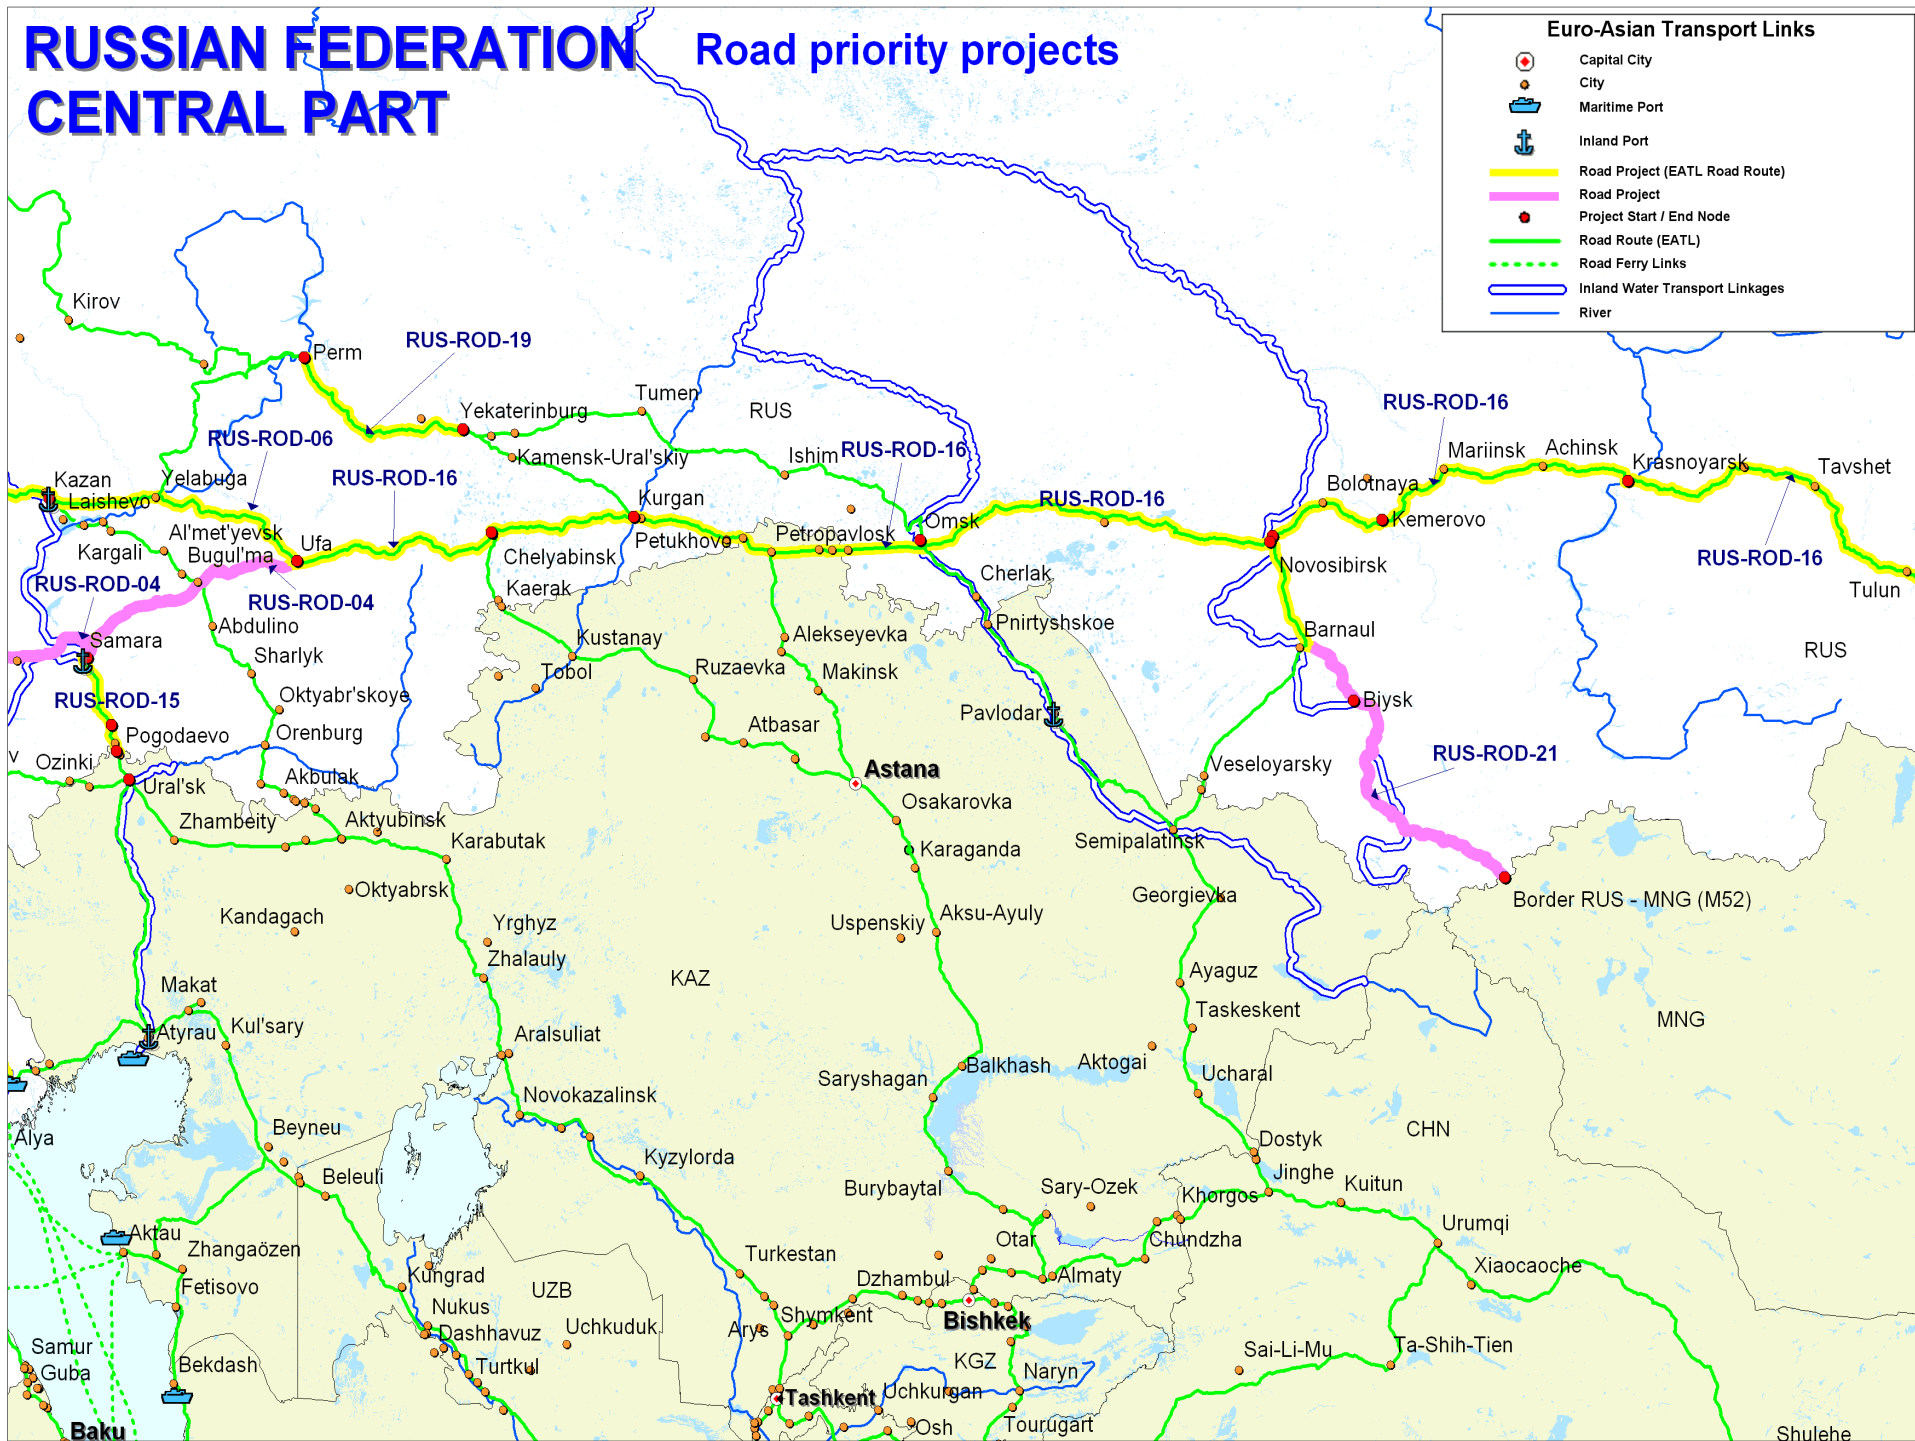 RUSSIAN FEDERATION
CENTRAL PART
Road priority projects
Euro-Asian Transport Links
Capital City
City
Maritime Port
Inland Port
Road Project (EATL Road Route)
Road Project
Project Start / End Node
Road Route (EATL)
Road Ferry Links
Inland Water Transport Linkages
River
Kirov
Perm
RUS-ROD-19
Tumen
RUS
Yekaterinburg
RUS-ROD-06
RUS-ROD-16
Kamensk-Ural'skiy
Ishim
RUS-ROD-16
RUS-ROD-16
Mariinsk
Achinsk
Krasnoyarsk
Tavshet
Kazan
Yelabuga
Laishevo
Kurgan
RUS-ROD-16
Bolotnaya
Kemerovo
Omsk
Al'met'yevsk
Ufa
Kargali
Bugul'ma
Chelyabinsk
Petukhovo
Petropavlosk
Novosibirsk
RUS-ROD-16
Tulun
RUS-ROD-04
RUS-ROD-04
Kaerak
Cherlak
Pnirtyshskoe
Barnaul
Abdulino
Samara
Kustanay
Alekseyevka
RUS
Sharlyk
Tobol
Ruzaevka
Makinsk
RUS-ROD-15
Oktyabr'skoye
Pavlodar
Biysk
Pogodaevo
Orenburg
Atbasar
v
Ozinki
Akbulak
Ural'sk
Astana
Veseloyarsky
RUS-ROD-21
Zhambeity
Aktyubinsk
Osakarovka
Karabutak
Karaganda
Semipalatinsk
Oktyabrsk
Georgievka
Border RUS - MNG (M52)
Kandagach
Yrghyz
Uspenskiy
Aksu-Ayuly
Zhalauly
KAZ
Ayaguz
Makat
Taskeskent
MNG
Atyrau
Kul'sary
Aralsuliat
Balkhash
Aktogai
Saryshagan
Ucharal
Novokazalinsk
Alya
Beyneu
CHN
Dostyk
Kyzylorda
Beleuli
Jinghe
Burybaytal
Sary-Ozek
Khorgos
Kuitun
Aktau
Zhangaözen
Turkestan
Otar
Chundzha
Urumqi
Fetisovo
Kungrad
UZB
Dzhambul
Almaty
Xiaocaoche
Nukus
Dashhavuz
Uchkuduk
Arys
Shymkent
Bishkek
Samur
Guba
Bekdash
Turtkul
KGZ
Naryn
Sai-Li-Mu
Ta-Shih-Tien
Tashkent
Uchkurgan
Baku
Osh
Tourugart
Shulehe